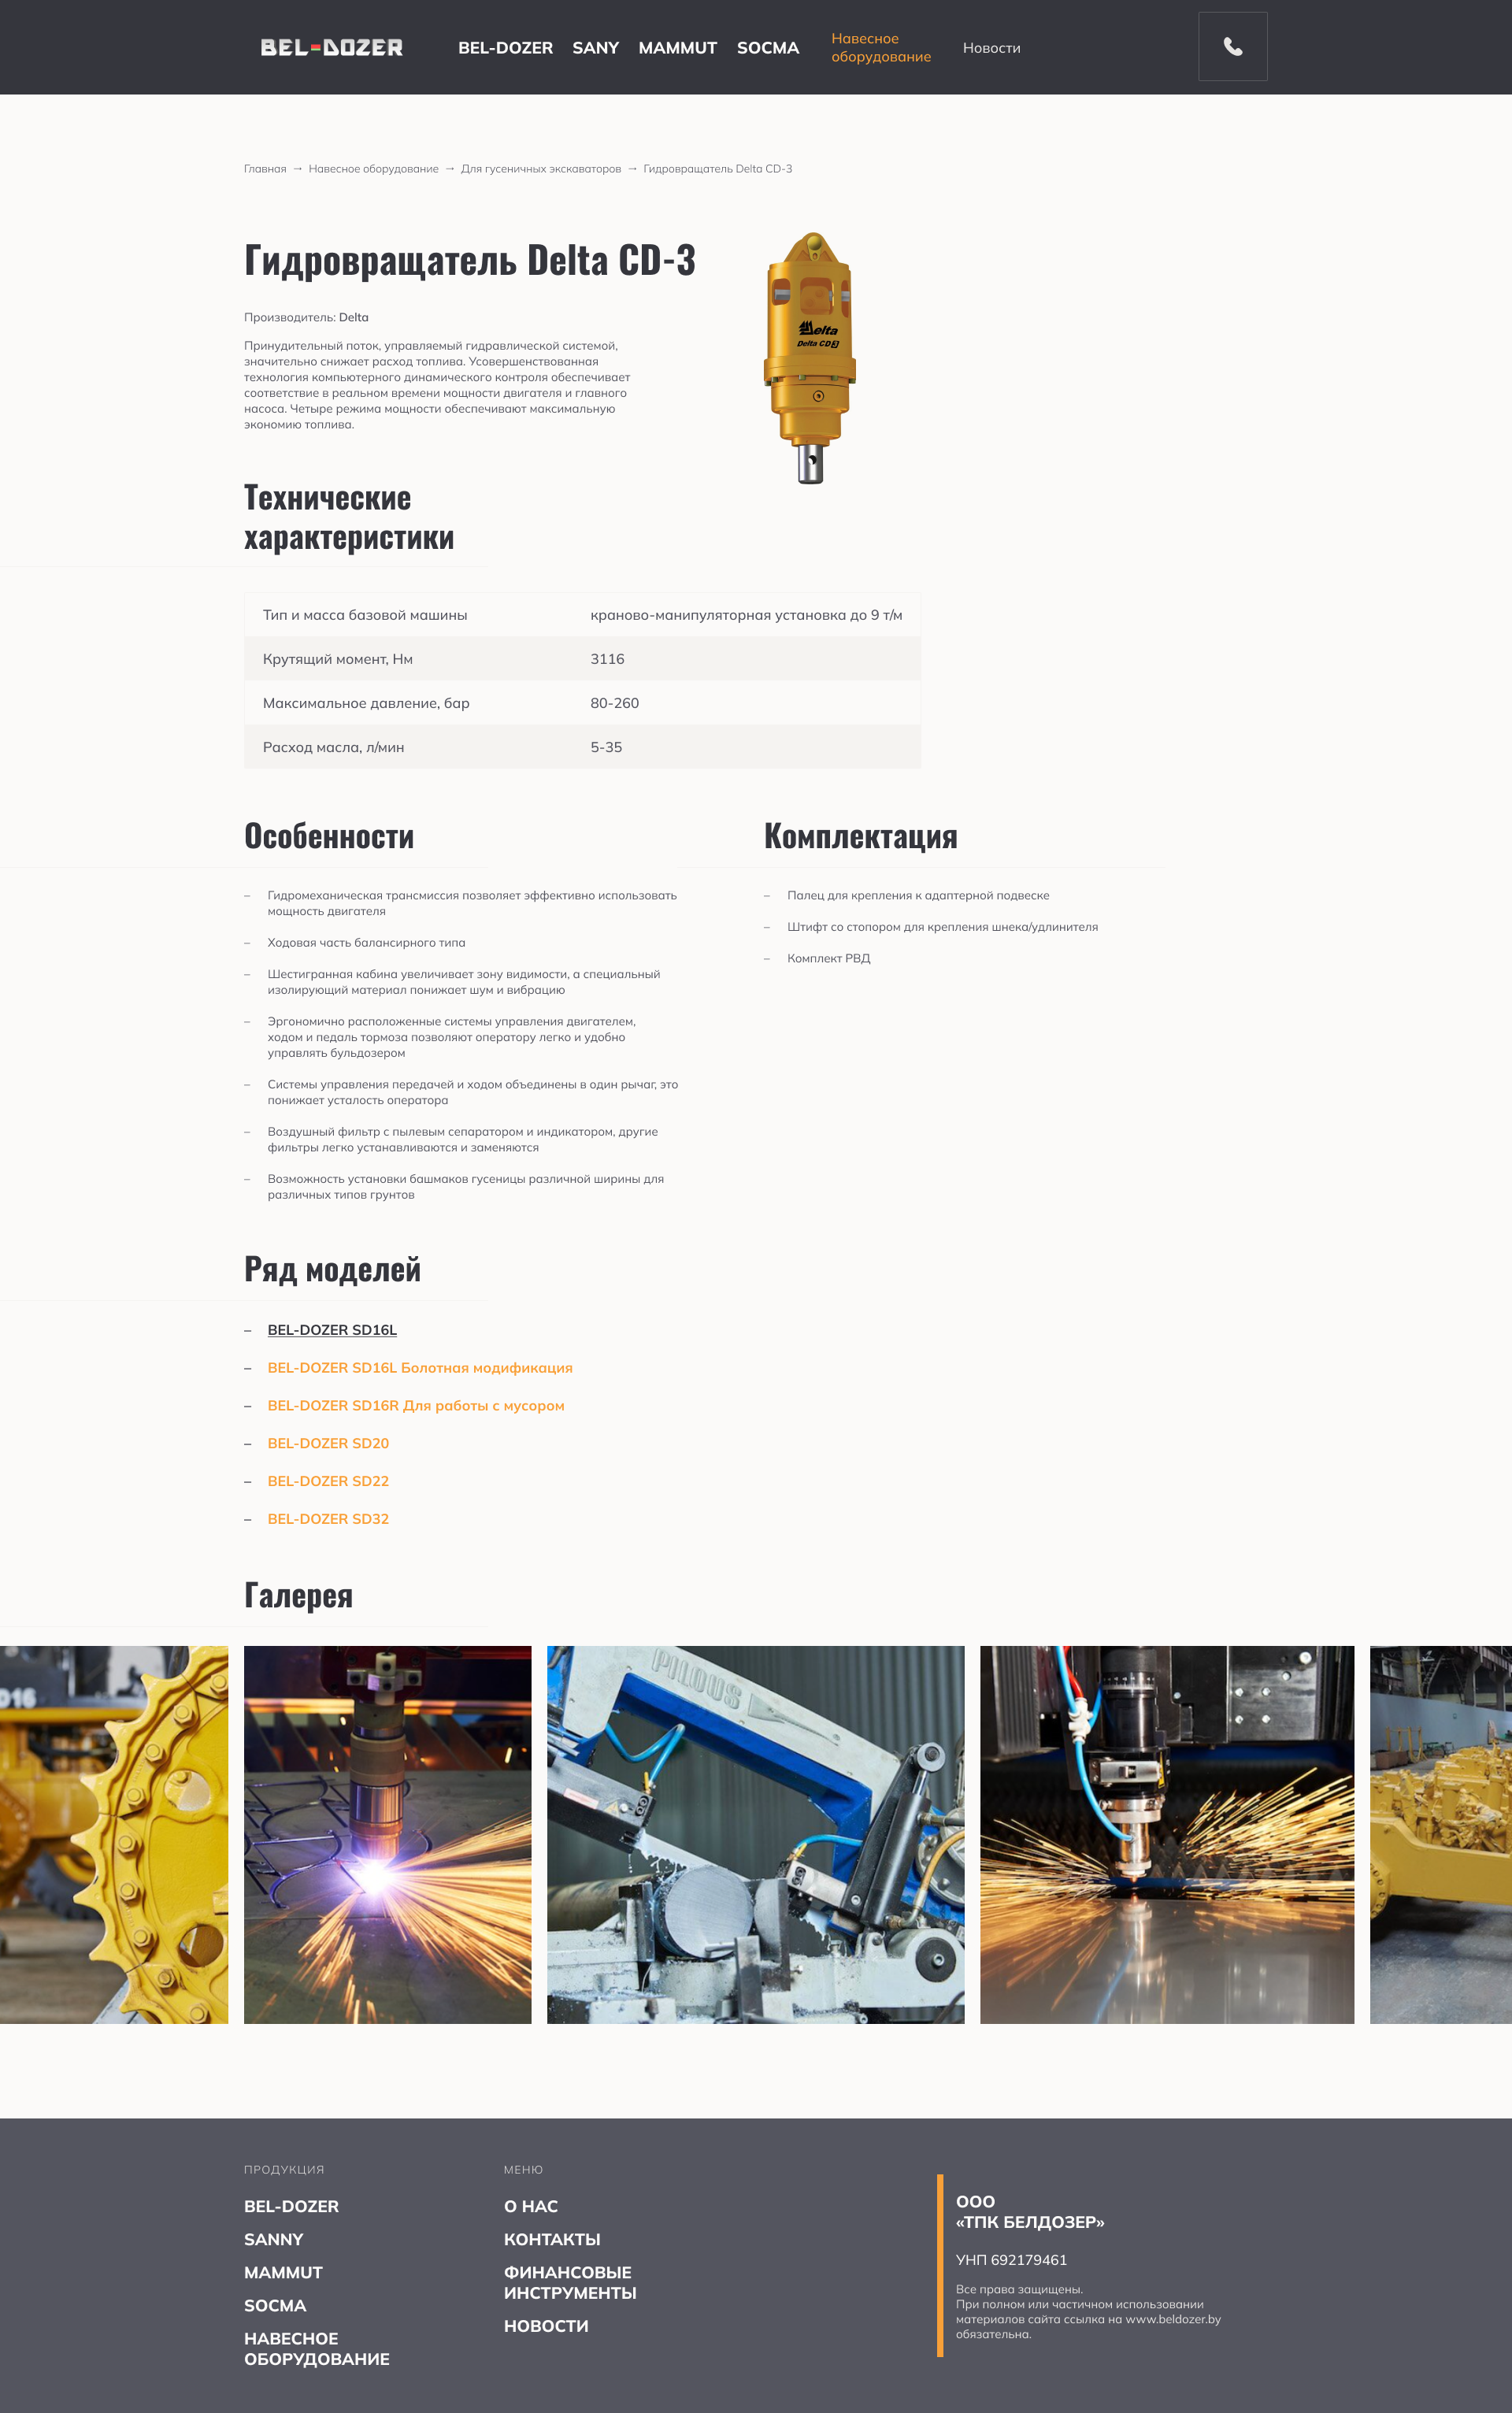 BEL-DOZER
BEL-DOZER SANY MAMMUT SOCMA
Навесное
оборудование
Новости
Главная → Навесное оборудование → Для гусеничных экскаваторов → Гидровращатель Delta CD-3
Гидровращатель Delta CD-3
Производитель: Delta
Принудительный поток, управляемый гидравлической системой,
значительно снижает расход топлива. Усовершенствованная
технология компьютерного динамического контроля обеспечивает
соответствие в реальном времени мощности двигателя и главного
насоса. Четыре режима мощности обеспечивают максимальную
экономию топлива.
Delta
Delta CD3
Технические
характеристики
Тип и масса базовой машины краново-манипуляторная установка до 9 т/м
Крутящий момент, Нм 3116
Максимальное давление, бар 80-260
Расход масла, л/мин 5-35
Особенности
– Гидромеханическая трансмиссия позволяет эффективно использовать
мощность двигателя
– Ходовая часть балансирного типа
– Шестигранная кабина увеличивает зону видимости, а специальный
изолирующий материал понижает шум и вибрацию
– Эргономично расположенные системы управления двигателем,
ходом и педаль тормоза позволяют оператору легко и удобно
управлять бульдозером
– Системы управления передачей и ходом объединены в один рычаг, это
понижает усталость оператора
– Воздушный фильтр с пылевым сепаратором и индикатором, другие
фильтры легко устанавливаются и заменяются
– Возможность установки башмаков гусеницы различной ширины для
различных типов грунтов
Комплектация
– Палец для крепления к адаптерной подвеске
– Штифт со стопором для крепления шнека/удлинителя
– Комплект РВД
Ряд моделей
– BEL-DOZER SD16L
– BEL-DOZER SD16L Болотная модификация
– BEL-DOZER SD16R Для работы с мусором
– BEL-DOZER SD20
– BEL-DOZER SD22
– BEL-DOZER SD32
Галерея
D16
PILOUS
ПРОДУКЦИЯ
BEL-DOZER
SANNY
MAMMUT
SOCMA
НАВЕСНОЕ
ОБОРУДОВАНИЕ
МЕНЮ
О НАС
КОНТАКТЫ
ФИНАНСОВЫЕ
ИНСТРУМЕНТЫ
НОВОСТИ
ООО
«ТПК БЕЛДОЗЕР»
УНП 692179461
Все права защищены.
При полном или частичном использовании
материалов сайта ссылка на www.beldozer.by
обязательна.